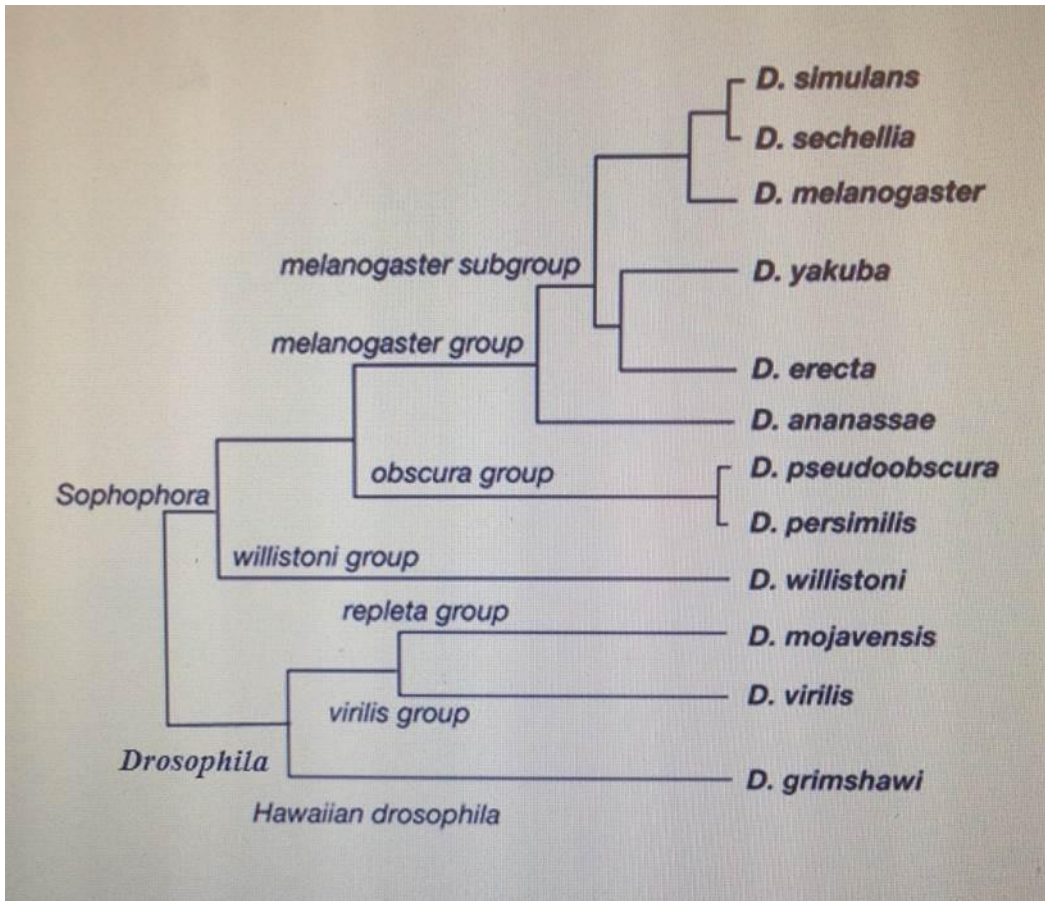 D. simulans
D. sechellia
D. melanogaster
melanogaster subgroup
D. yakuba
melanogaster group
D. erecta
D. ananassae
obscura group
D. pseudoobscura
Sophophora
D. persimilis
willistoni group
D. willistoni
repleta group
D. mojavensis
D. virilis
virilis group
Drosophila
D. grimshawi
Hawaiian drosophila